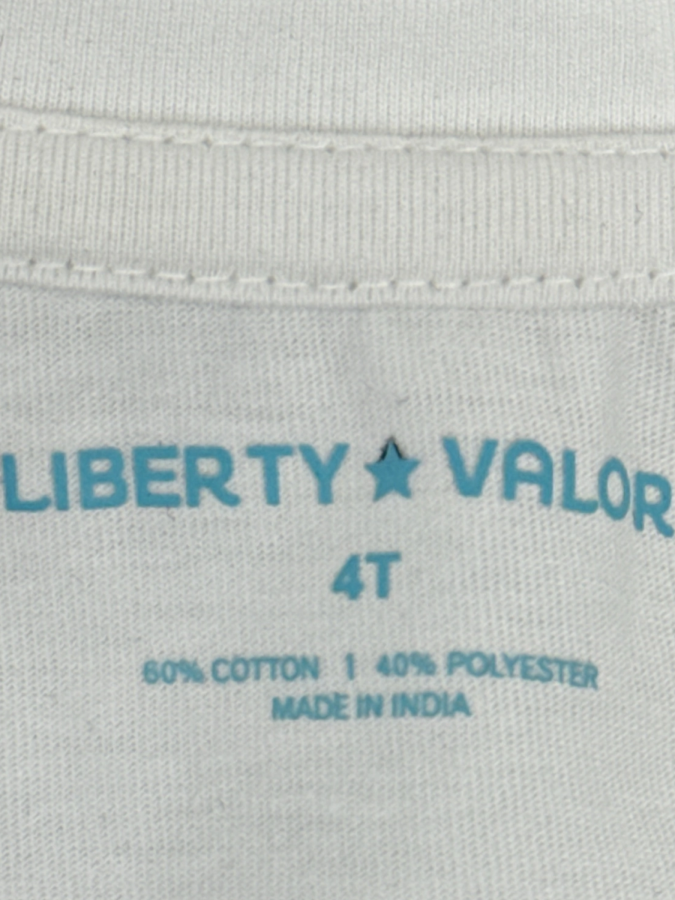 LIBERTY★VALOR
4T
60% COTTON | 40% POLYESTER
MADE IN INDIA